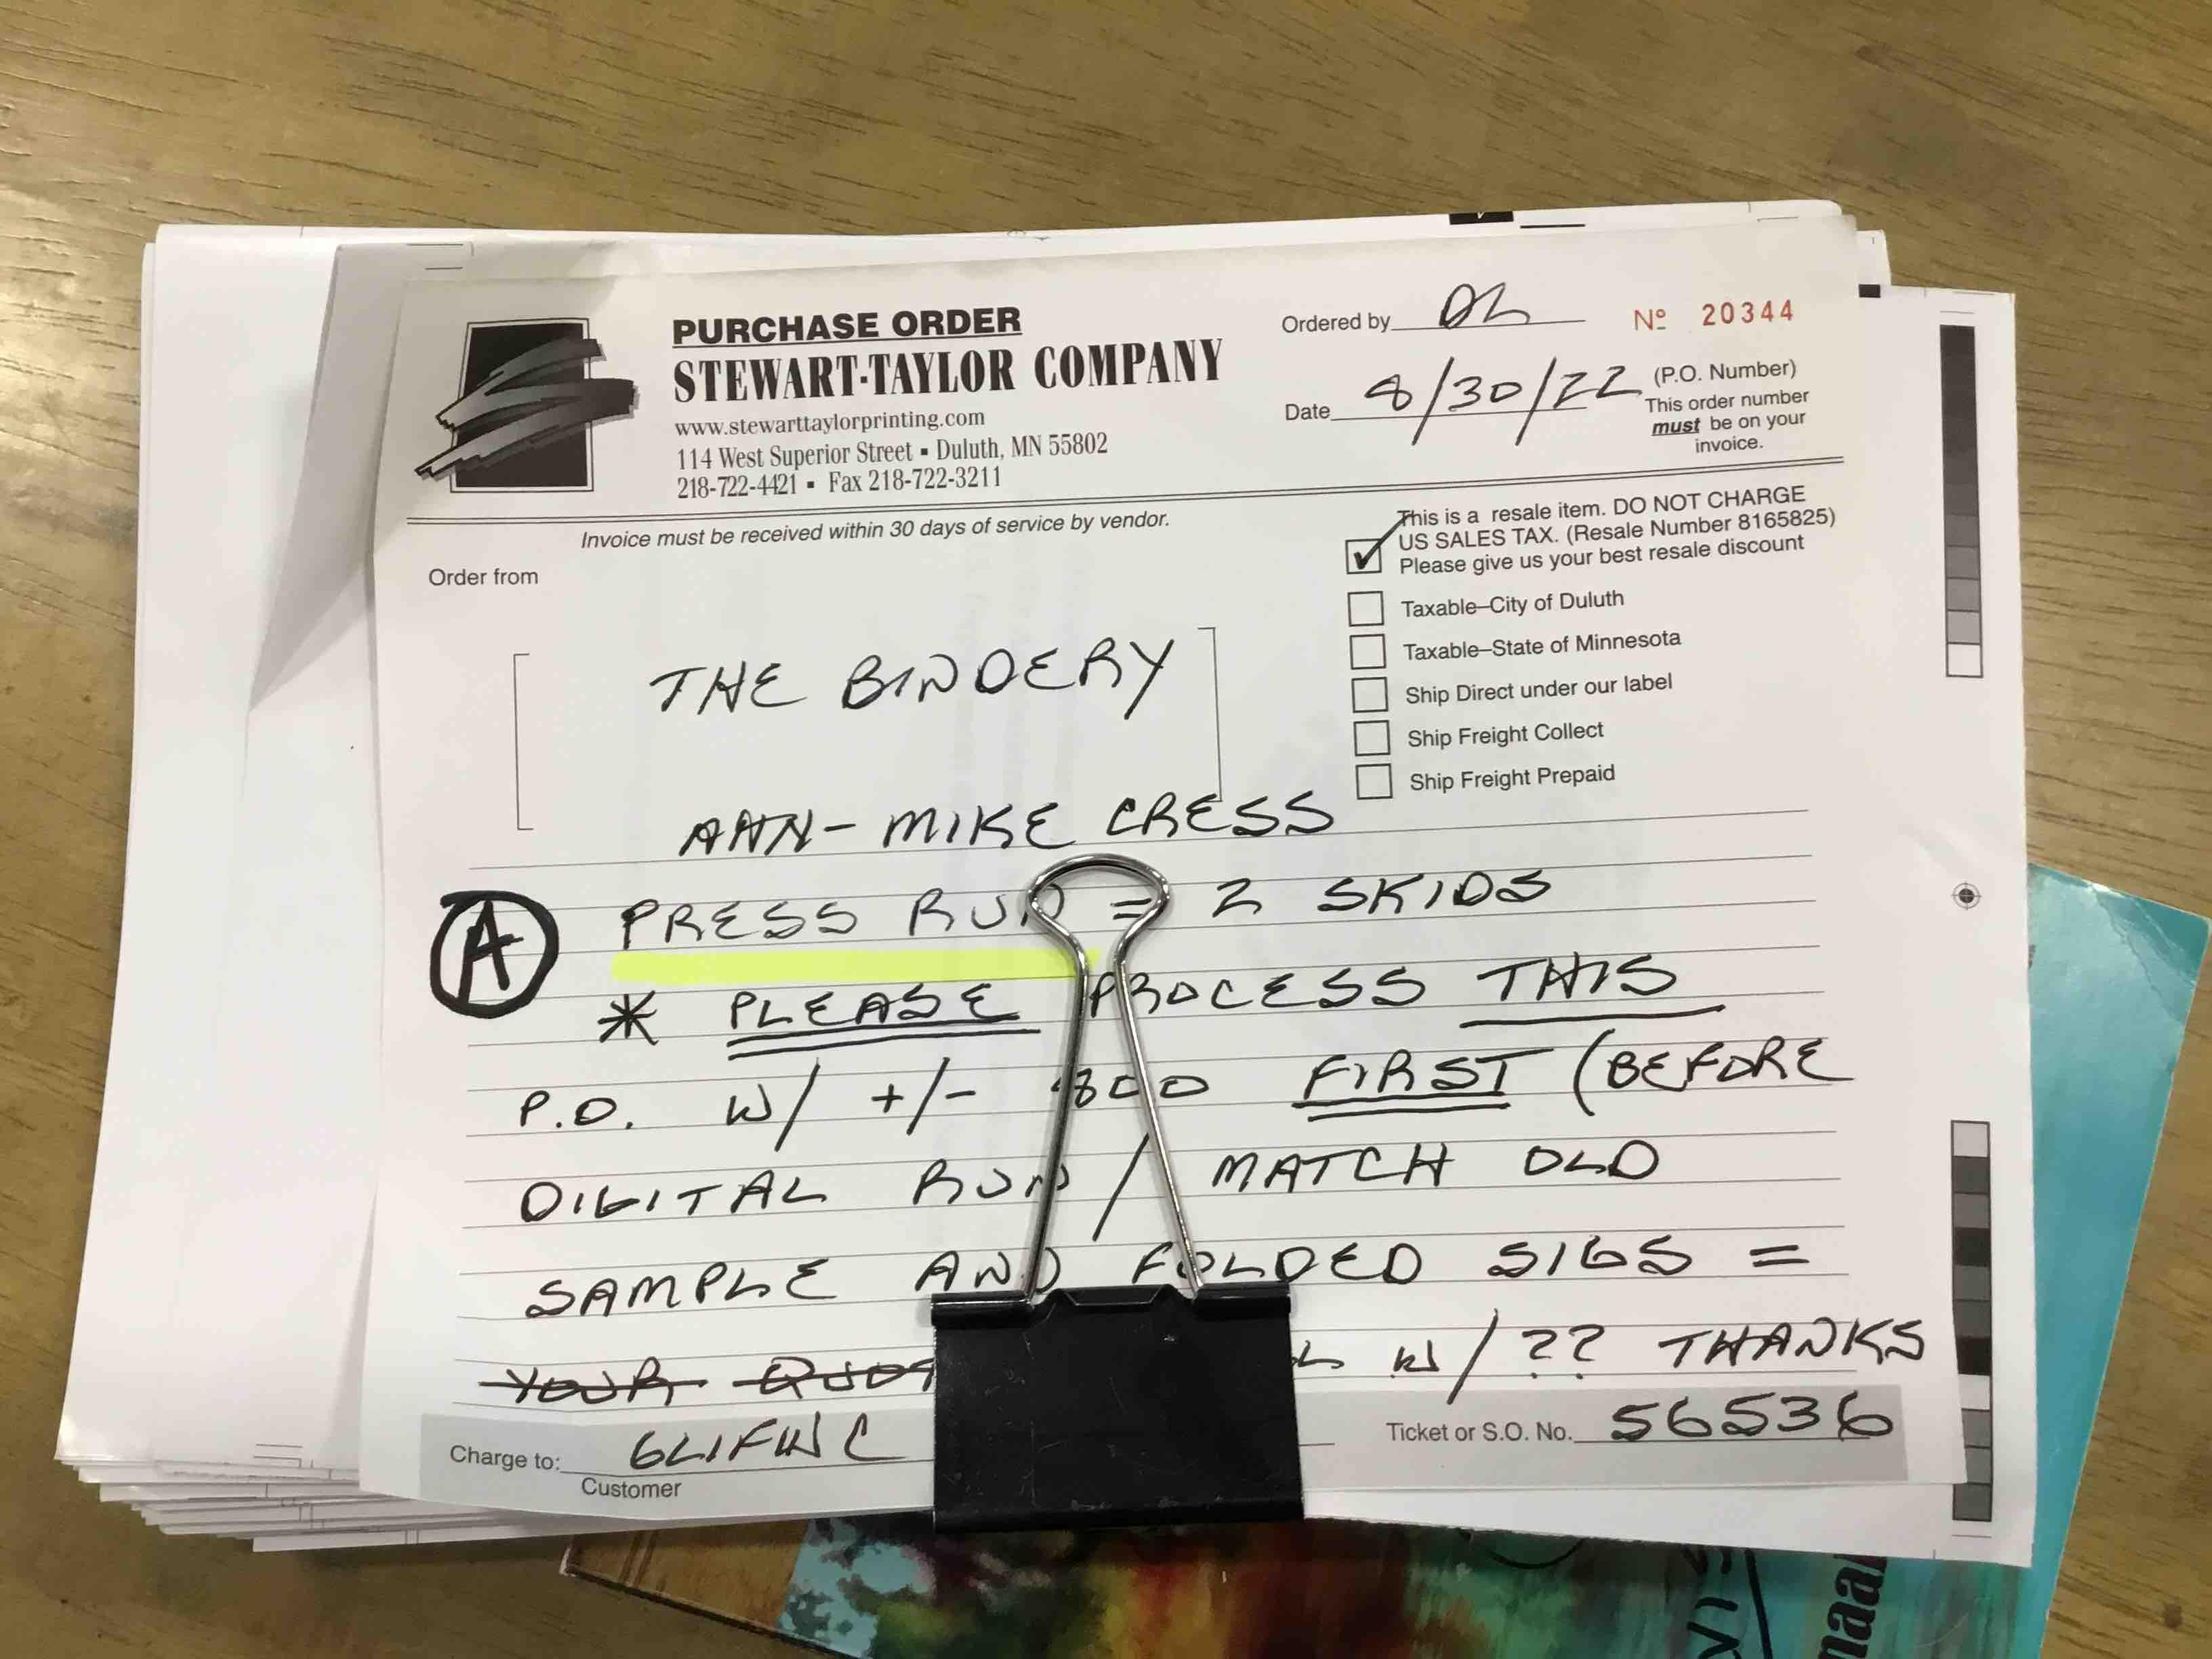 PURCHASE ORDER
STEWART-TAYLOR COMPANY
www.stewarttaylorprinting.com
114 West Superior Street ▪ Duluth, MN 55802
218-722-4421 ▪ Fax 218-722-3211
Ordered by
Nº 20344
Date 8/30/22
(P.O. Number)
This order number
must be on your
invoice.
Invoice must be received within 30 days of service by vendor.
This is a resale item. DO NOT CHARGE
US SALES TAX. (Resale Number 8165825)
Please give us your best resale discount
Taxable–City of Duluth
Taxable–State of Minnesota
Ship Direct under our label
Ship Freight Collect
Ship Freight Prepaid
Order from
THE BINDERY
ANN-MIKE CRESS
A PRESS RUN = 2 SKIDS
* PLEASE PROCESS THIS
P.O. W/ +/- 800 FIRST (BEFORE
DIGITAL RUN / MATCH OLD
SAMPLE AND FOLDED SIGS =
YOUR W/ ?? THANKS
Charge to: GLIFWC
Customer
Ticket or S.O. No. 56536